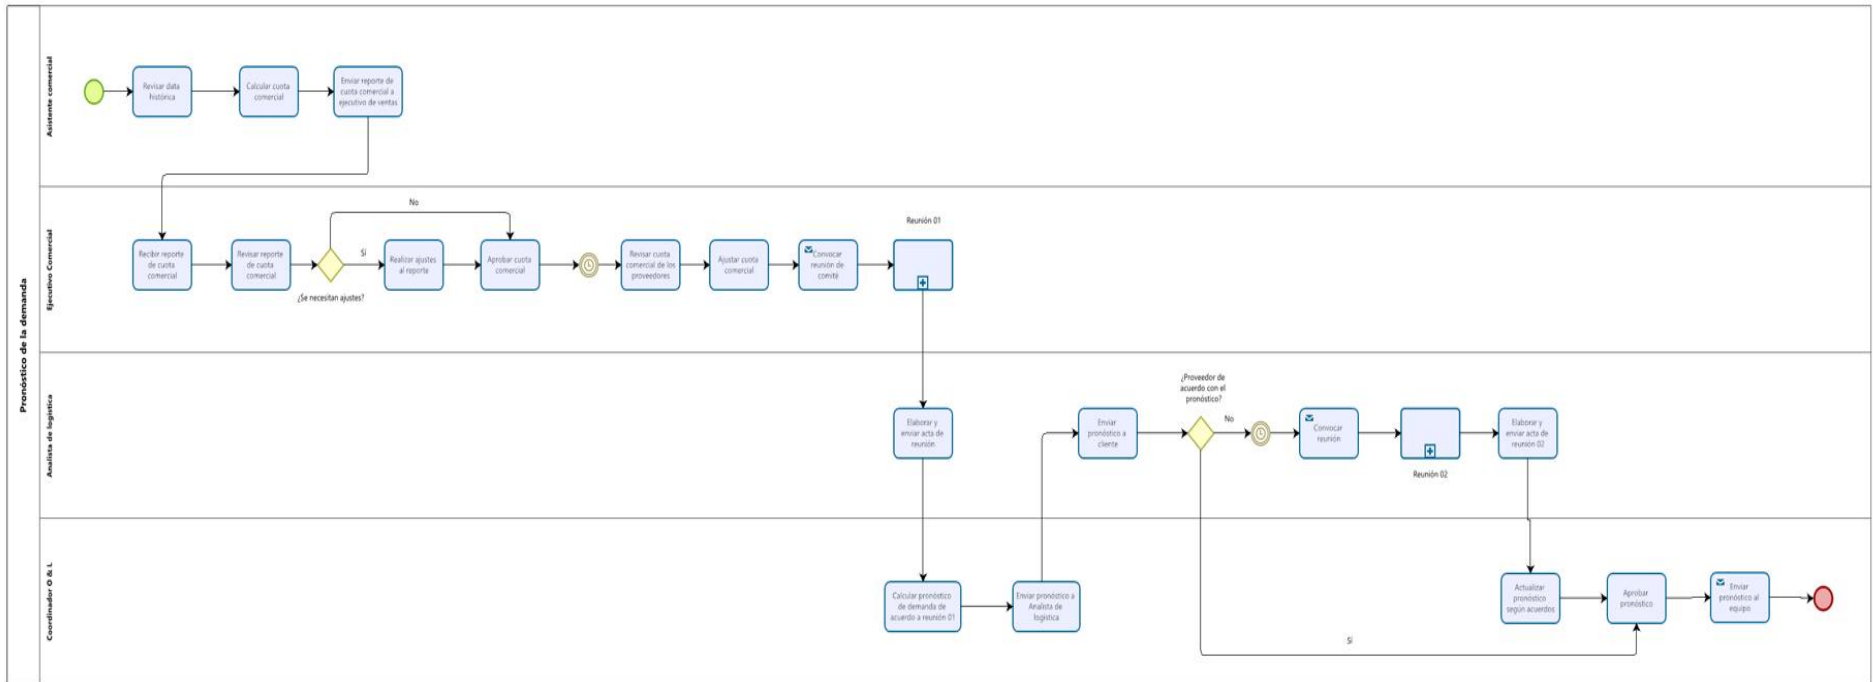 Pronóstico de la demanda
Asistente comercial
Revisar data
histórica
Calcular cuota
comercial
Enviar reporte de
cuota comercial a
ejecutivo de ventas
Ejecutivo Comercial
Recibir reporte
de cuota
comercial
Revisar reporte
de cuota
comercial
¿Se necesitan ajustes?
No
Sí
Realizar ajustes
al reporte
Aprobar cuota
comercial
Revisar cuota
comercial de los
proveedores
Ajustar cuota
comercial
Convocar
reunión de
comité
Reunión 01
Analista de logística
Elaborar y
enviar acta de
reunión
Enviar
pronóstico a
cliente
¿Proveedor de
acuerdo con el
pronóstico?
No
Convocar
reunión
Reunión 02
Elaborar y
enviar acta de
reunión 02
Coordinador O & L
Calcular pronóstico
de demanda de
acuerdo a reunión 01
Enviar pronóstico a
Analista de
logística
Sí
Actualizar
pronóstico
según acuerdos
Aprobar
pronóstico
Enviar
pronóstico al
equipo